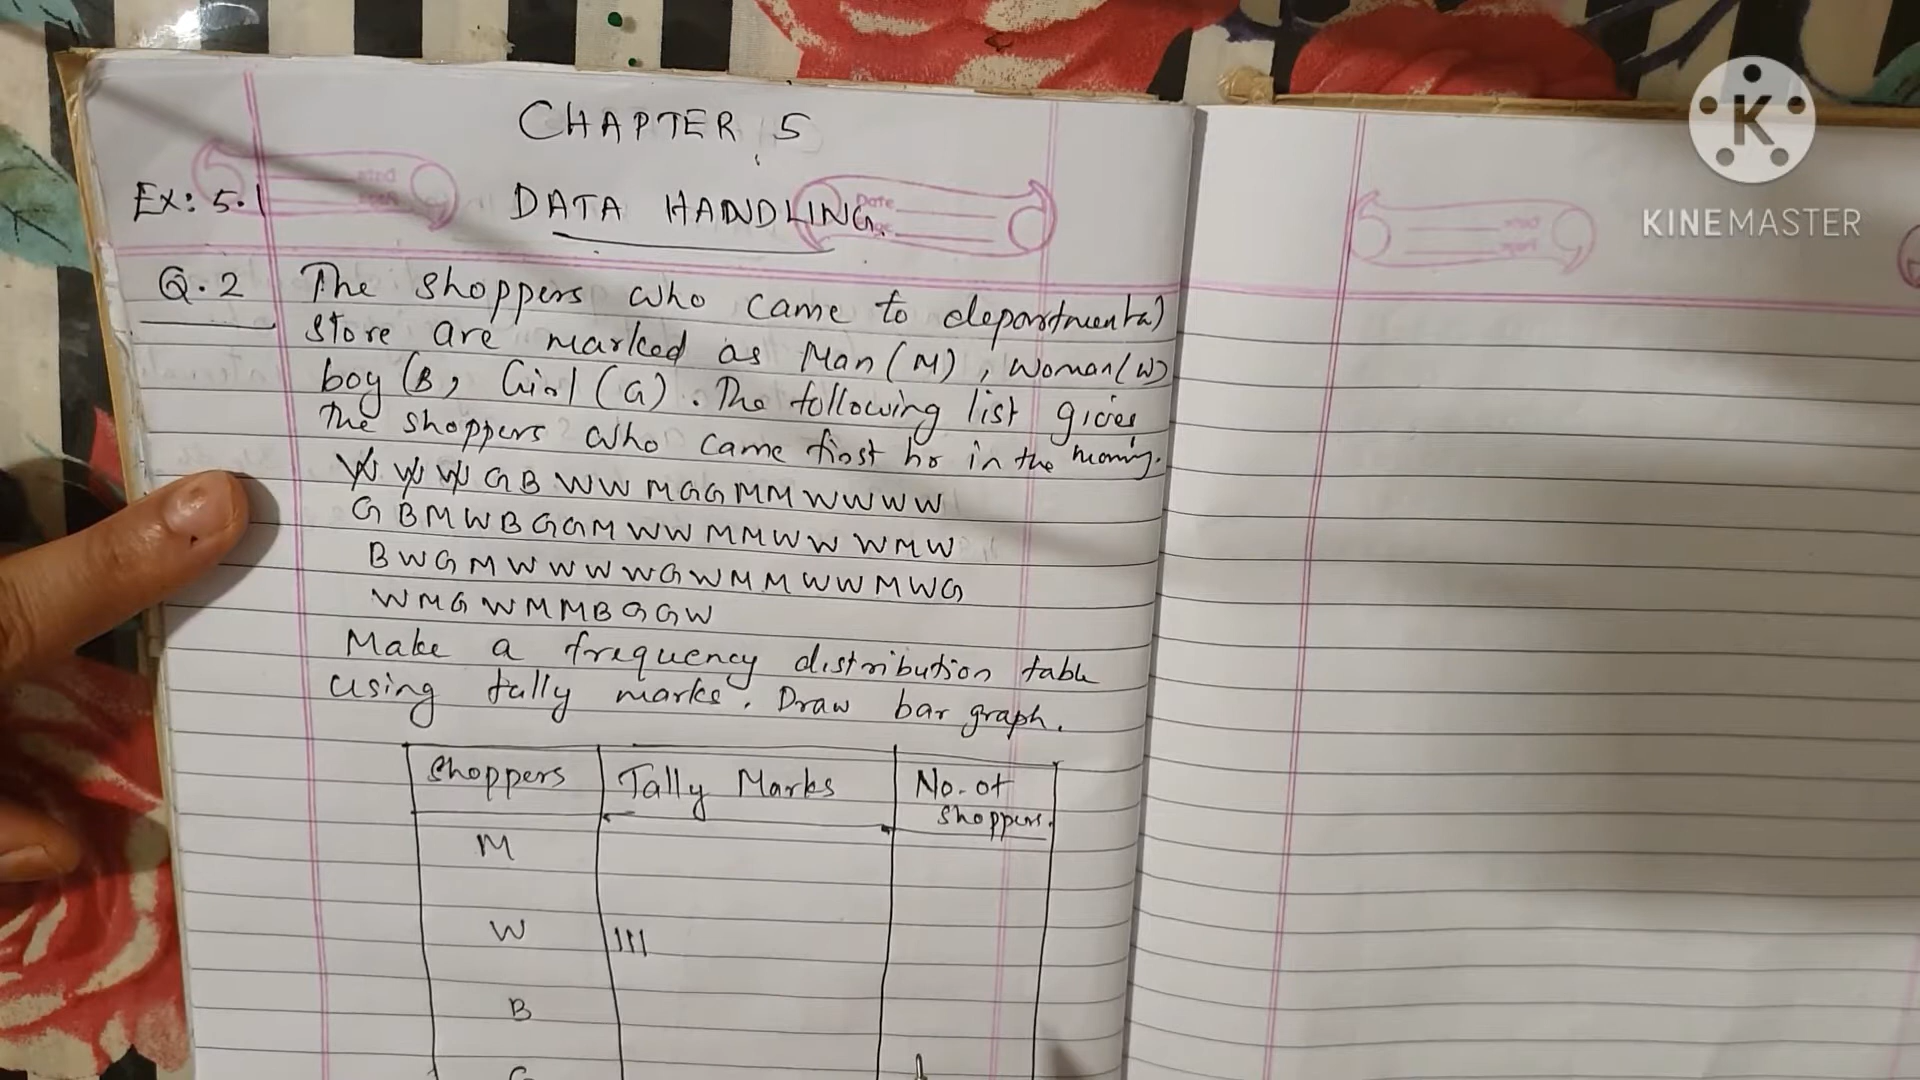 CHAPTER 5
Ex: 5.1
DATA HANDLING.
Q.2 The shoppers who came to departmental
store are marked as Man (M), Woman (W)
boy (B, Girl (G). The following list gives
the shoppers who came first hr in the morning.
W W W G B W W M G G M M W W W W
G B M W B G G M W W M M W W W M W
B W G M W W W W G W M M W W M W G
W M G W M M B G G W
Make a frequency distribution table
using tally marks. Draw bar graph.
Shoppers Tally Marks No. of
shoppers.
M
W |||
B
G
K
KINEMASTER
Date